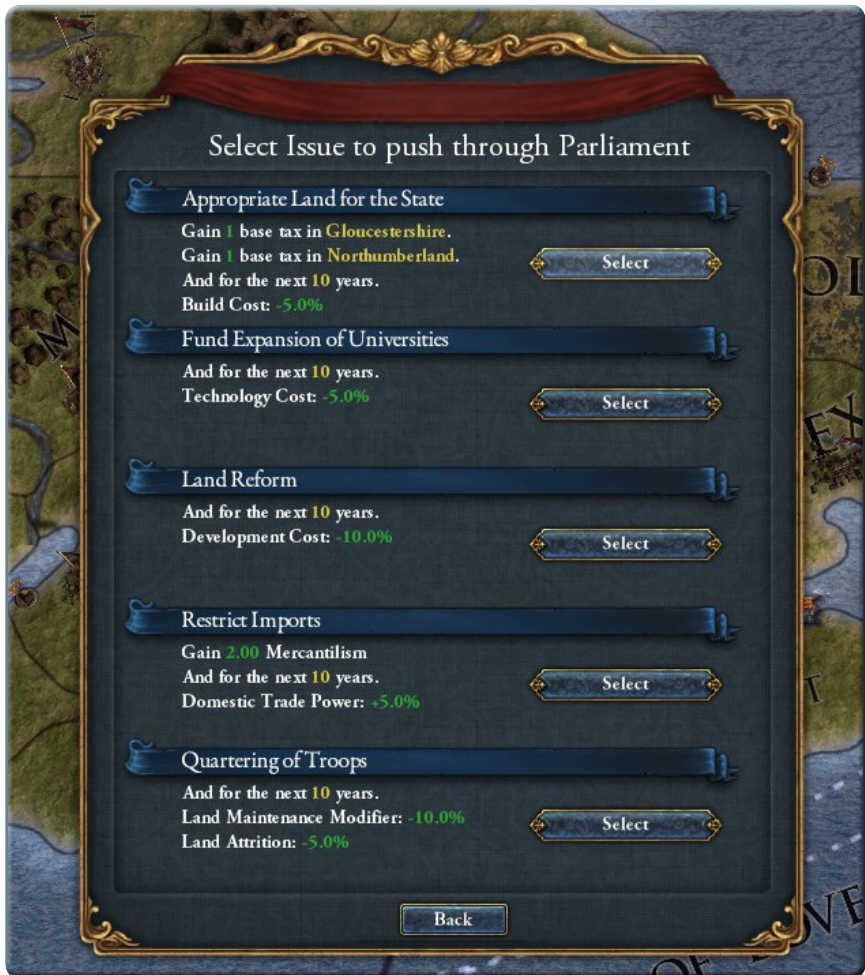 Select Issue to push through Parliament
Appropriate Land for the State
Gain 1 base tax in Gloucestershire.
Gain 1 base tax in Northumberland.
And for the next 10 years.
Build Cost: -5.0%
Select
Fund Expansion of Universities
And for the next 10 years.
Technology Cost: -5.0%
Select
Land Reform
And for the next 10 years.
Development Cost: -10.0%
Select
Restrict Imports
Gain 2.00 Mercantilism
And for the next 10 years.
Domestic Trade Power: +5.0%
Select
Quartering of Troops
And for the next 10 years.
Land Maintenance Modifier: -10.0%
Land Attrition: -5.0%
Select
Back